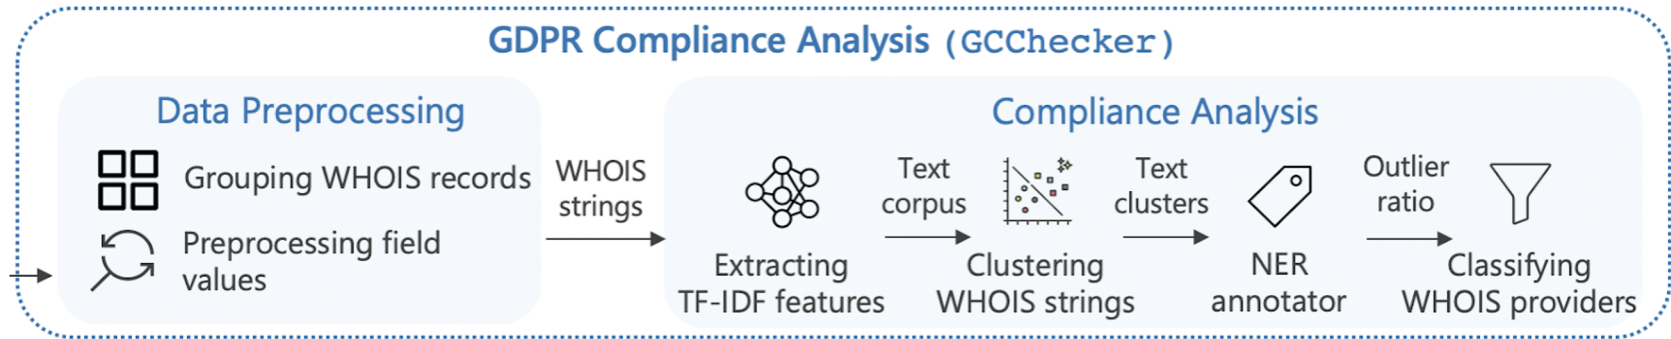 GDPR Compliance Analysis (GCChecker)
Data Preprocessing
Grouping WHOIS records
Preprocessing field
values
WHOIS
strings
Compliance Analysis
Extracting
TF-IDF features
Text
corpus
Clustering
WHOIS strings
Text
clusters
NER
annotator
Outlier
ratio
Classifying
WHOIS providers